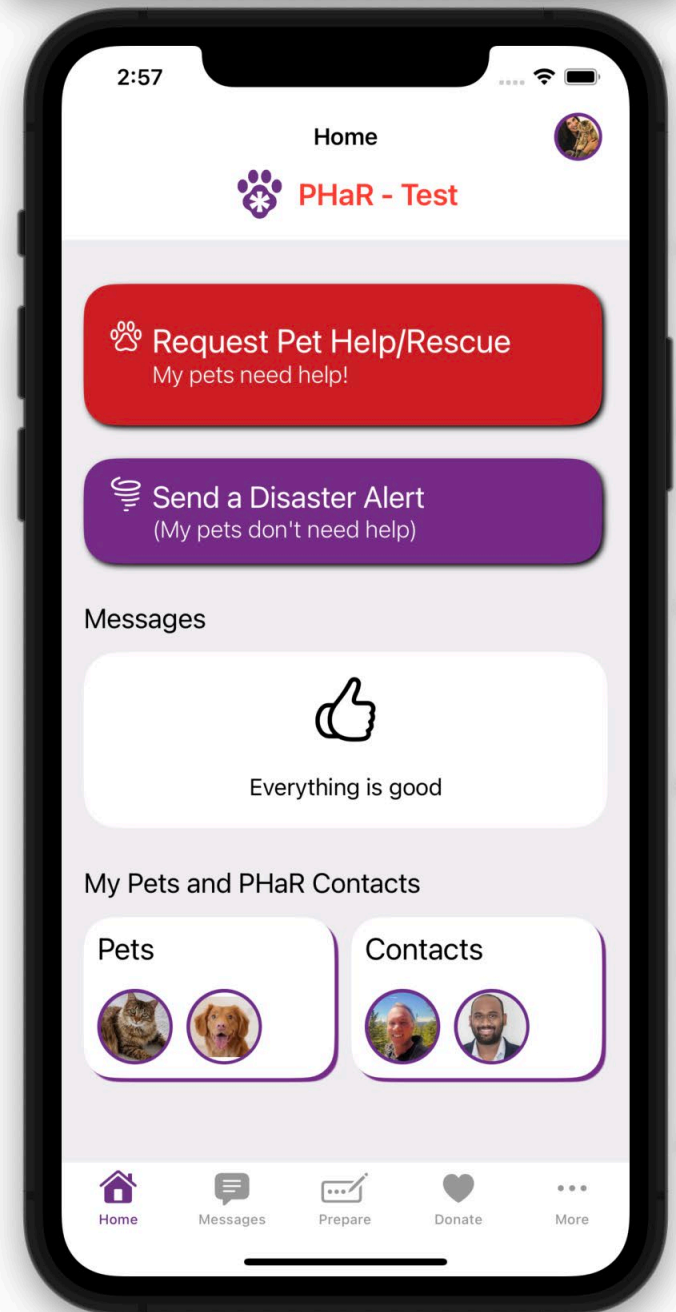 2:57
Home
PHaR - Test
Request Pet Help/Rescue
My pets need help!
Send a Disaster Alert
(My pets don't need help)
Messages
Everything is good
My Pets and PHaR Contacts
Pets
Contacts
Home
Messages
Prepare
Donate
More